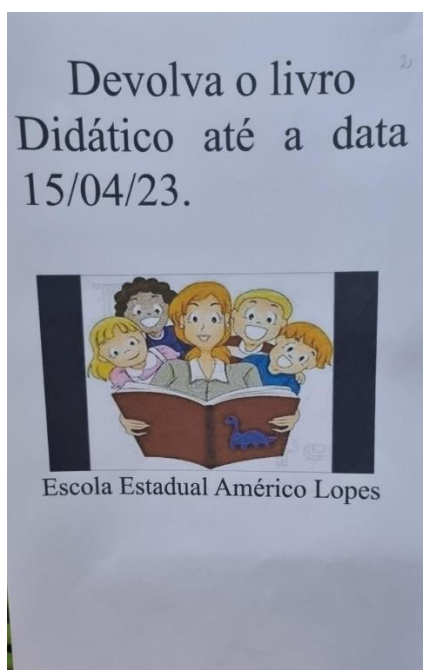 Devolva o livro
Didático até a data
15/04/23.
Escola Estadual Américo Lopes